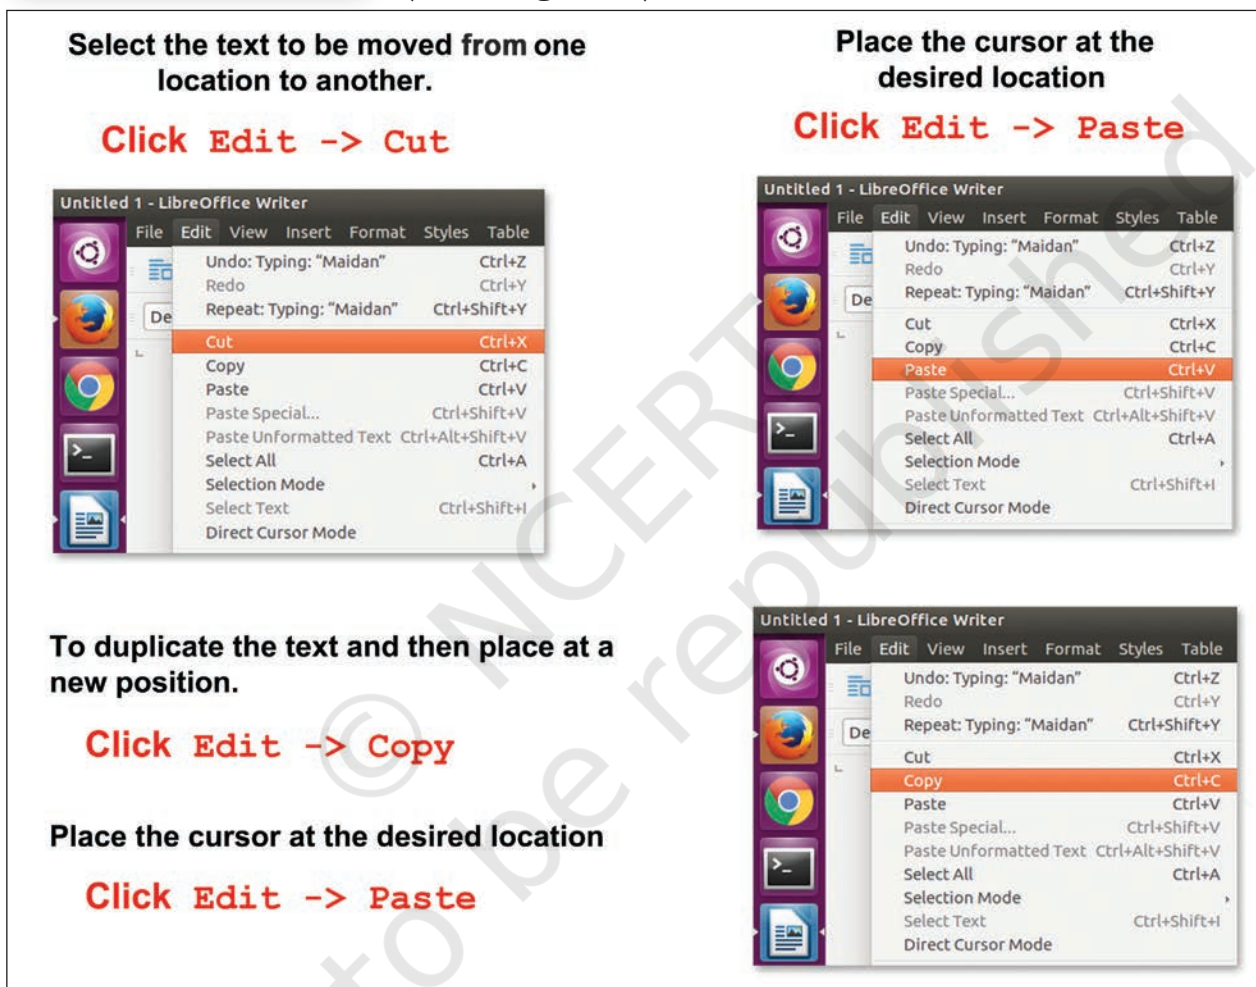 Select the text to be moved from one
location to another.
Click Edit -> Cut
Untitled 1 - LibreOffice Writer
File Edit View Insert Format Styles Table
Undo: Typing: “Maidan” Ctrl+Z
Redo Ctrl+Y
Repeat: Typing: “Maidan” Ctrl+Shift+Y
De
Cut Ctrl+X
Copy Ctrl+C
Paste Ctrl+V
Paste Special... Ctrl+Shift+V
Paste Unformatted Text Ctrl+Alt+Shift+V
Select All Ctrl+A
Selection Mode
Select Text Ctrl+Shift+I
Direct Cursor Mode
Place the cursor at the
desired location
Click Edit -> Paste
Untitled 1 - LibreOffice Writer
File Edit View Insert Format Styles Table
Undo: Typing: “Maidan” Ctrl+Z
Redo Ctrl+Y
Repeat: Typing: “Maidan” Ctrl+Shift+Y
De
Cut Ctrl+X
Copy Ctrl+C
Paste Ctrl+V
Paste Special... Ctrl+Shift+V
Paste Unformatted Text Ctrl+Alt+Shift+V
Select All Ctrl+A
Selection Mode
Select Text Ctrl+Shift+I
Direct Cursor Mode
To duplicate the text and then place at a
new position.
Click Edit -> Copy
Place the cursor at the desired location
Click Edit -> Paste
Untitled 1 - LibreOffice Writer
File Edit View Insert Format Styles Table
Undo: Typing: “Maidan” Ctrl+Z
Redo Ctrl+Y
Repeat: Typing: “Maidan” Ctrl+Shift+Y
De
Cut Ctrl+X
Copy Ctrl+C
Paste Ctrl+V
Paste Special... Ctrl+Shift+V
Paste Unformatted Text Ctrl+Alt+Shift+V
Select All Ctrl+A
Selection Mode
Select Text Ctrl+Shift+I
Direct Cursor Mode
© NCERT
to be republished